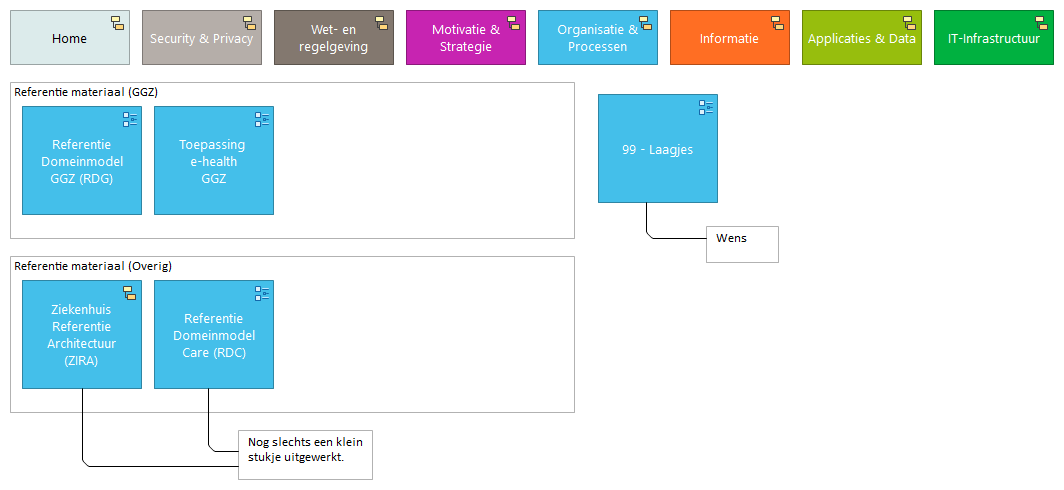 Home
Security & Privacy
Wet- en
regelgeving
Motivatie &
Strategie
Organisatie &
Processen
Informatie
Applicaties & Data
IT-Infrastructuur
Referentie materiaal (GGZ)
Referentie
Domeinmodel
GGZ (RDG)
Toepassing
e-health
GGZ
99 - Laagjes
Wens
Referentie materiaal (Overig)
Ziekenhuis
Referentie
Architectuur
(ZIRA)
Referentie
Domeinmodel
Care (RDC)
Nog slechts een klein
stukje uitgewerkt.